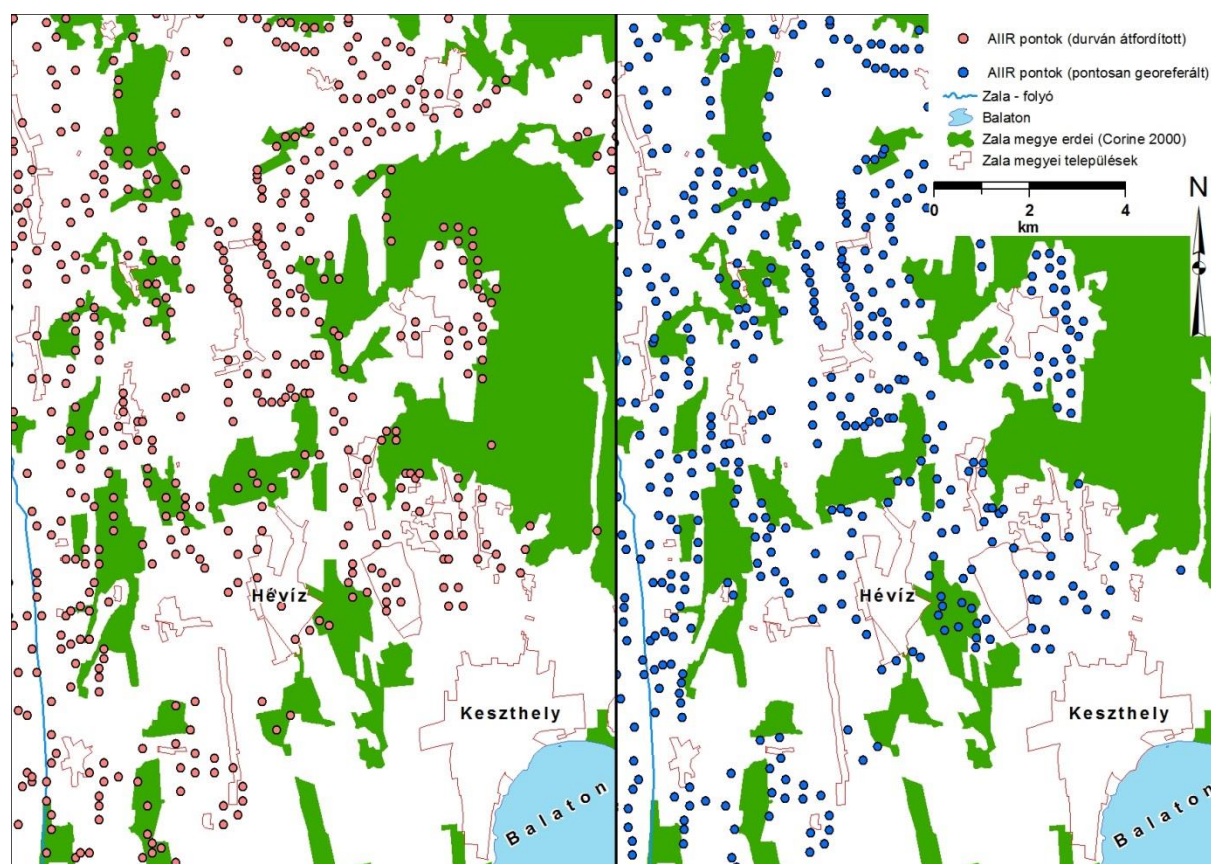 AIIR pontok (durván átfordított)
AIIR pontok (pontosan georeferált)
Zala - folyó
Balaton
Zala megye erdei (Corine 2000)
Zala megyei települések
0 2 4
km
N
Hévíz
Keszthely
Balaton
Hévíz
Keszthely
Balaton